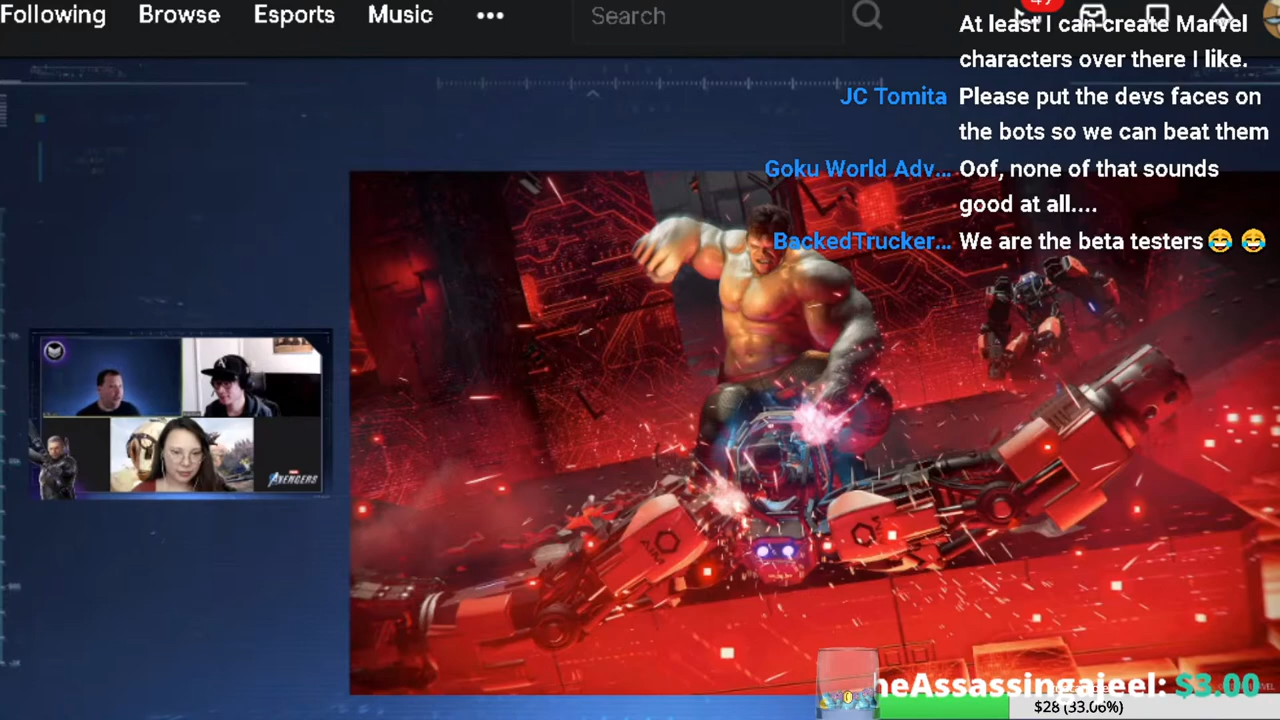 Following Browse Esports Music ••• Search
At least I can create Marvel
characters over there I like.
JC Tomita Please put the devs faces on
the bots so we can beat them
Goku World Adv... Oof, none of that sounds
good at all....
BackedTrucker... We are the beta testers😂 😂
AVENGERS
AIM
heAssassingajeel: $3.00
$28 (33.06%)